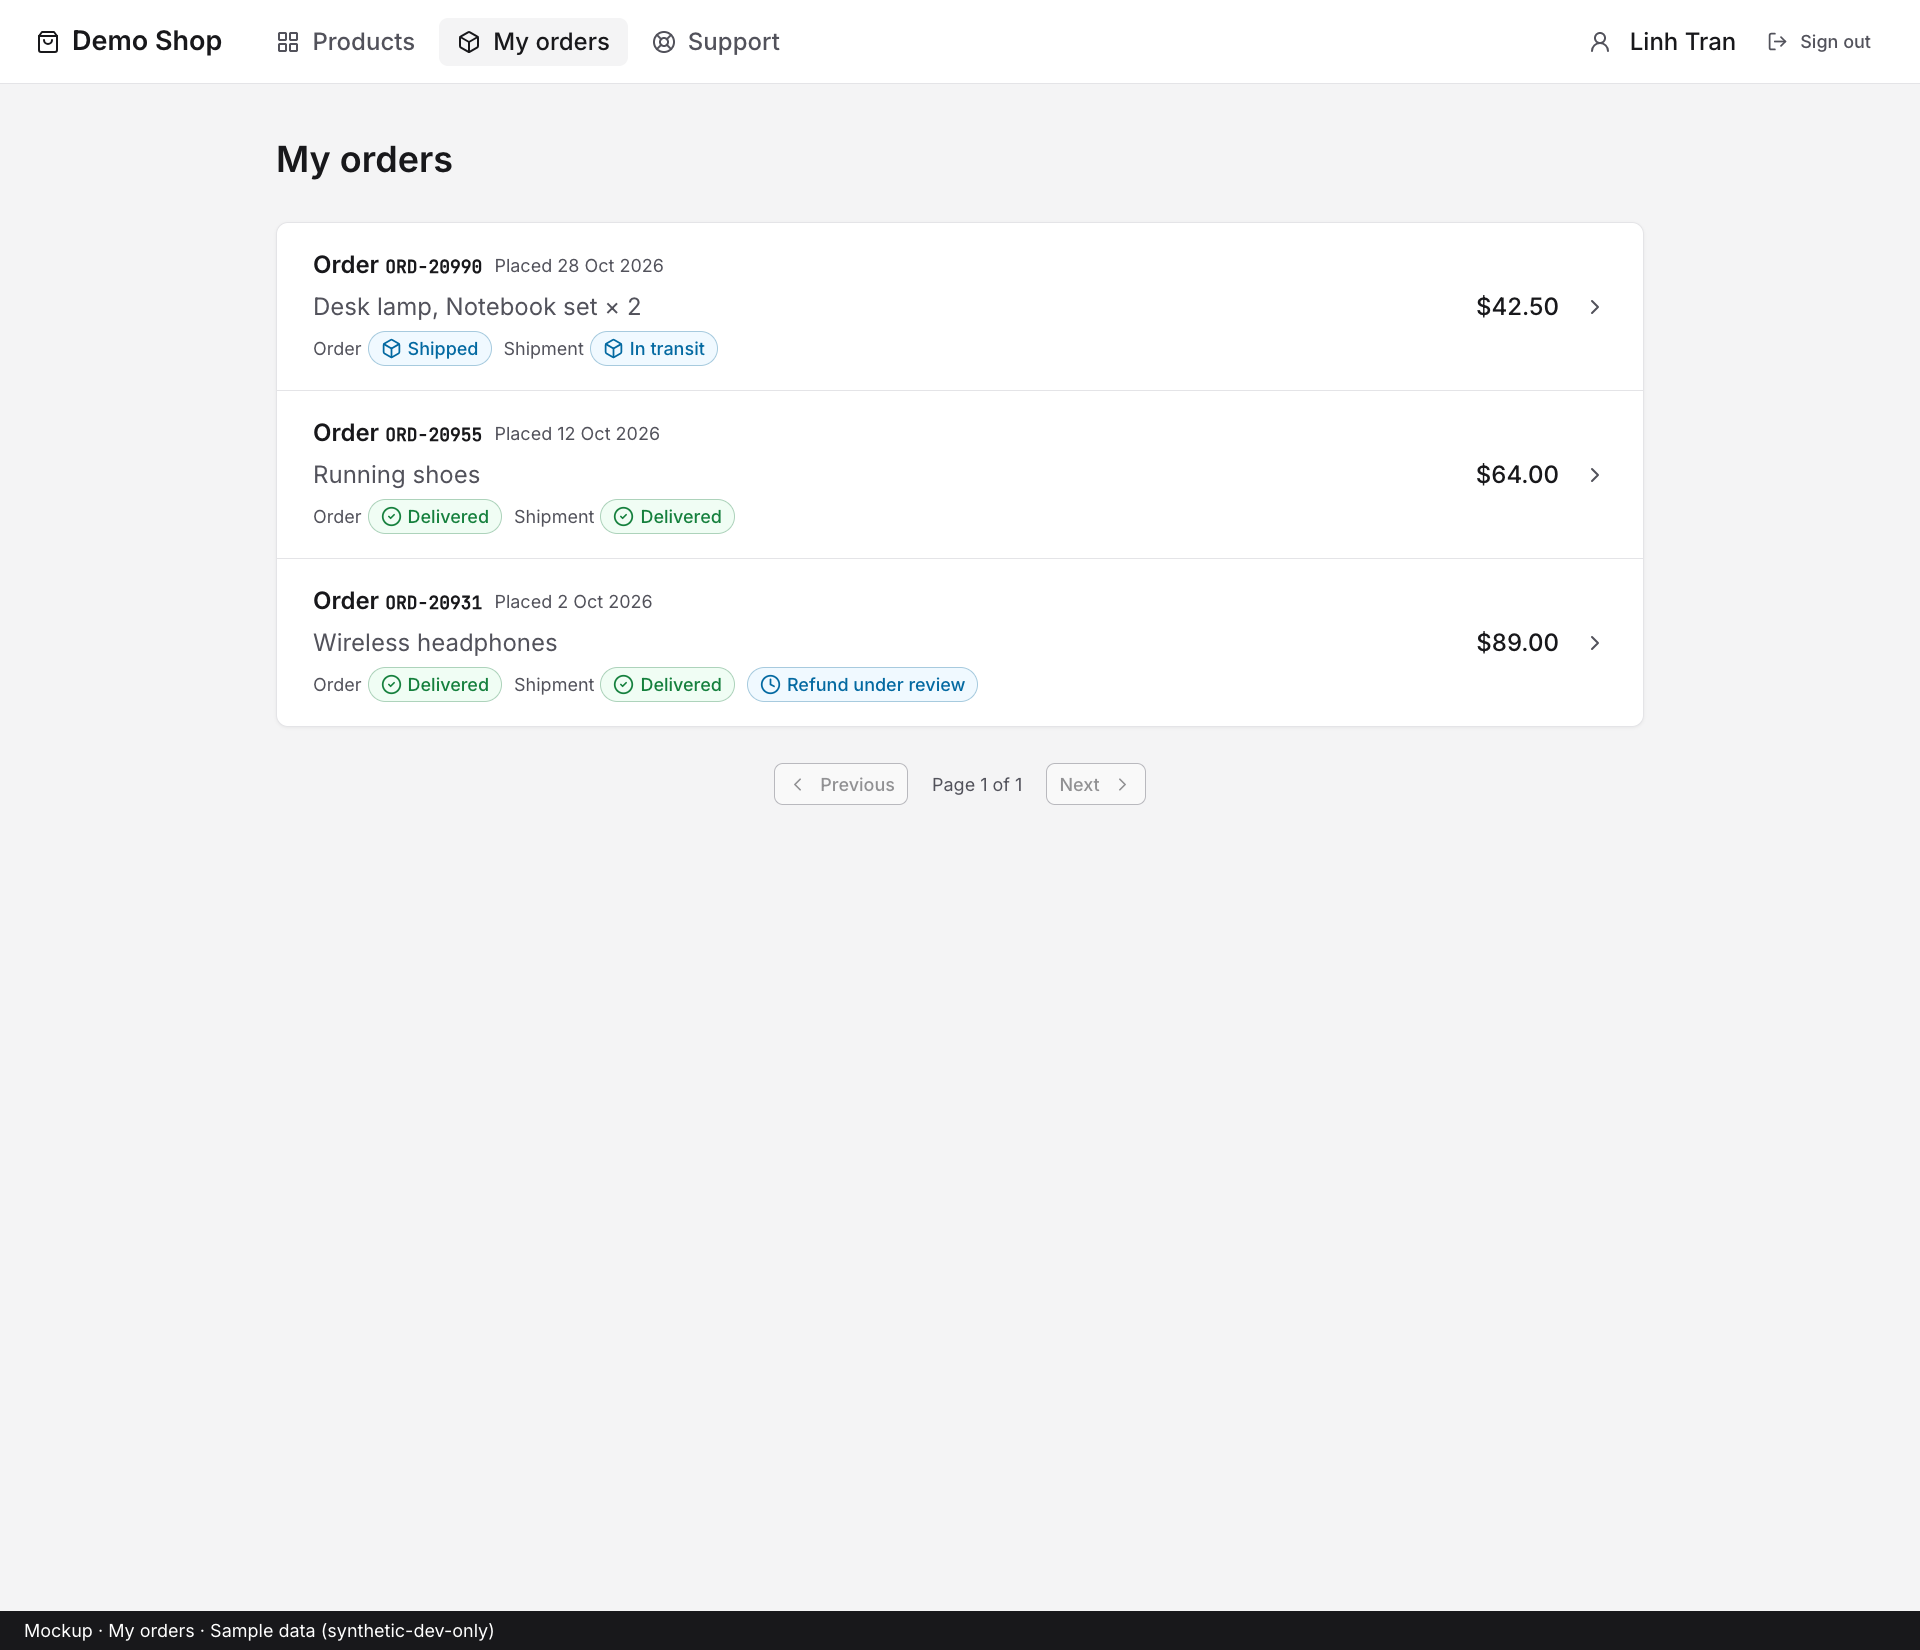 Demo Shop Products My orders Support Linh Tran Sign out
My orders
Order ORD-20990 Placed 28 Oct 2026
Desk lamp, Notebook set × 2 $42.50
Order Shipped Shipment In transit
Order ORD-20955 Placed 12 Oct 2026
Running shoes $64.00
Order Delivered Shipment Delivered
Order ORD-20931 Placed 2 Oct 2026
Wireless headphones $89.00
Order Delivered Shipment Delivered Refund under review
Previous Page 1 of 1 Next
Mockup · My orders · Sample data (synthetic-dev-only)